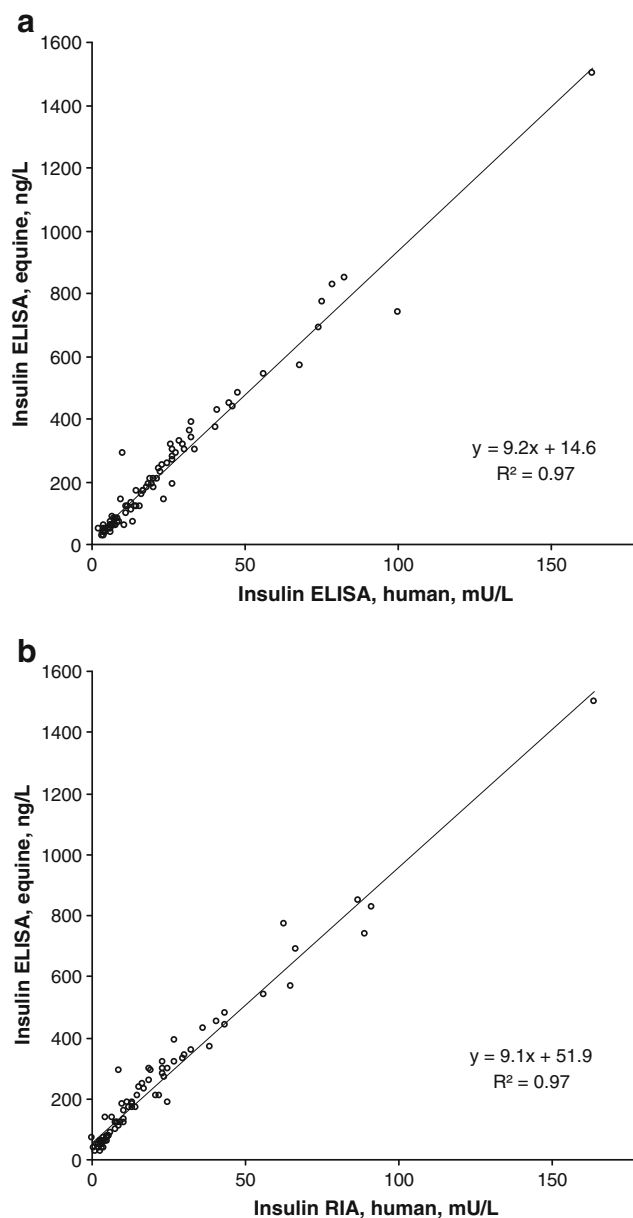 a
1600
1400
1200
1000
800
600
400
200
0
Insulin ELISA, equine, ng/L
y = 9.2x + 14.6
R² = 0.97
0 50 100 150
Insulin ELISA, human, mU/L
b
1600
1400
1200
1000
800
600
400
200
0
Insulin ELISA, equine, ng/L
y = 9.1x + 51.9
R² = 0.97
0 50 100 150
Insulin RIA, human, mU/L